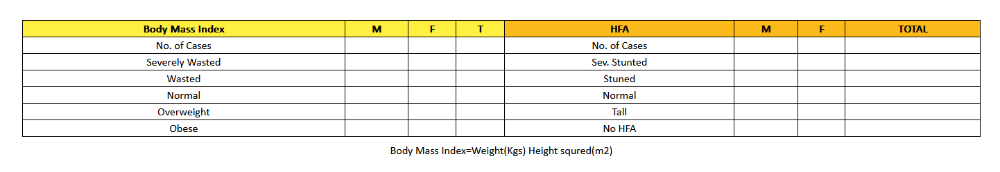 Body Mass Index M F T HFA M F TOTAL
No. of Cases No. of Cases
Severely Wasted Sev. Stunted
Wasted Stuned
Normal Normal
Overweight Tall
Obese No HFA
Body Mass Index=Weight(Kgs) Height squred(m2)